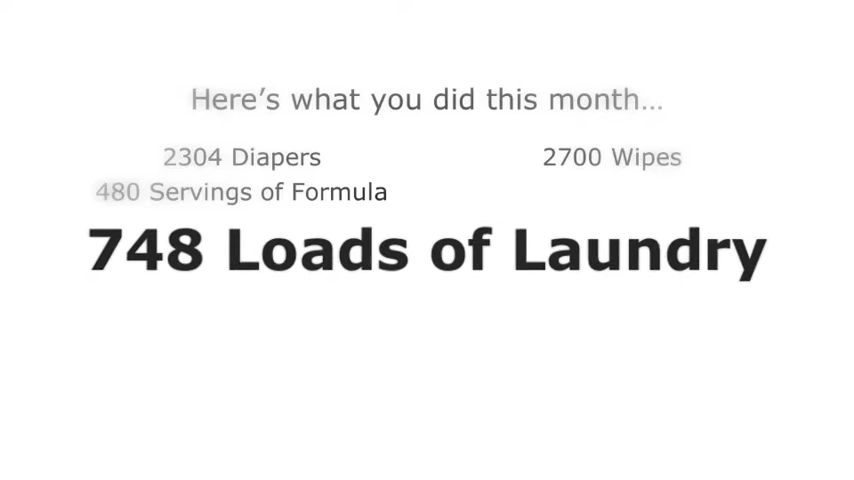 Here’s what you did this month…
2304 Diapers 2700 Wipes
480 Servings of Formula
748 Loads of Laundry